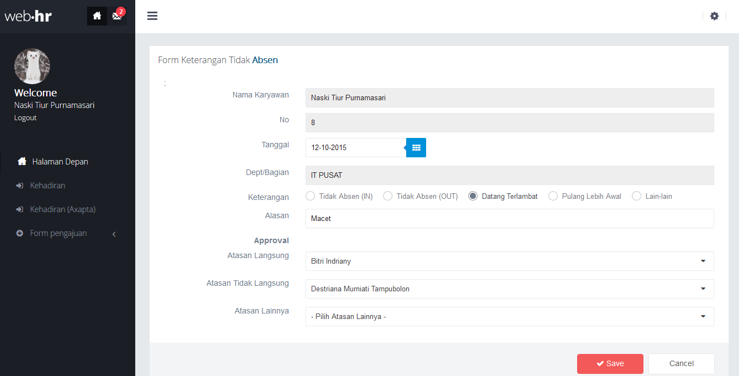 web•hr
2
Welcome
Naski Tiur Purnamasari
Logout
Halaman Depan
Kehadiran
Kehadiran (Axapta)
Form pengajuan
Form Keterangan Tidak Absen
:
Nama Karyawan Naski Tiur Purnamasari
No 8
Tanggal 12-10-2015
Dept/Bagian IT PUSAT
Keterangan Tidak Absen (IN) Tidak Absen (OUT) Datang Terlambat Pulang Lebih Awal Lain-lain
Alasan Macet
Approval
Atasan Langsung Bitri Indriany
Atasan Tidak Langsung Destriana Murniati Tampubolon
Atasan Lainnya - Pilih Atasan Lainnya -
Save Cancel